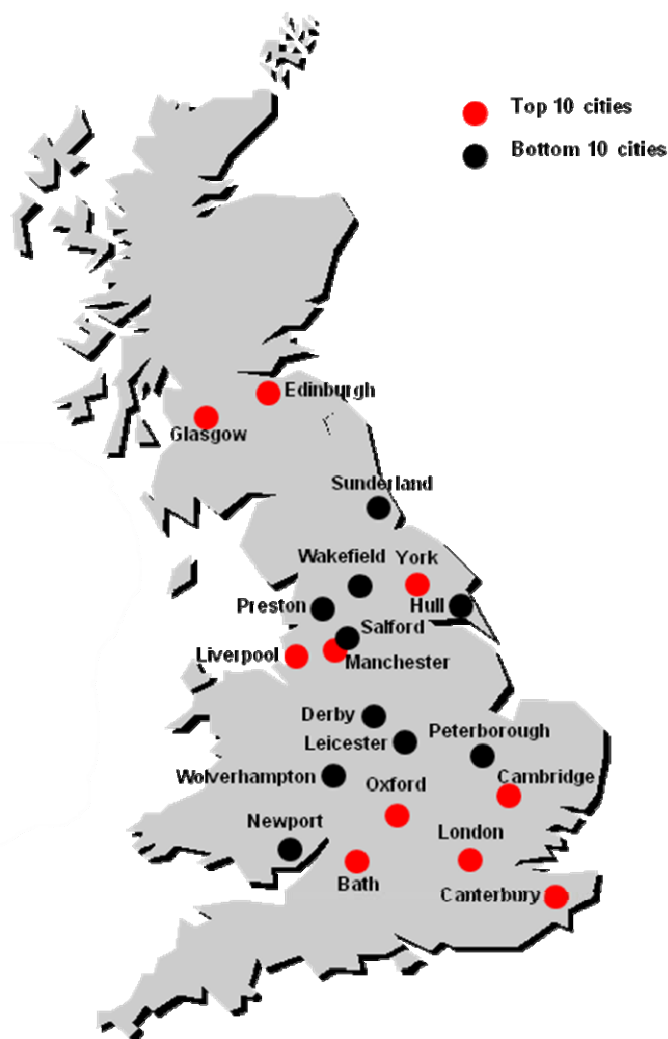 Top 10 cities
Bottom 10 cities
Edinburgh
Glasgow
Sunderland
Wakefield
York
Preston
Hull
Salford
Liverpool
Manchester
Derby
Leicester
Peterborough
Wolverhampton
Cambridge
Oxford
Newport
London
Bath
Canterbury